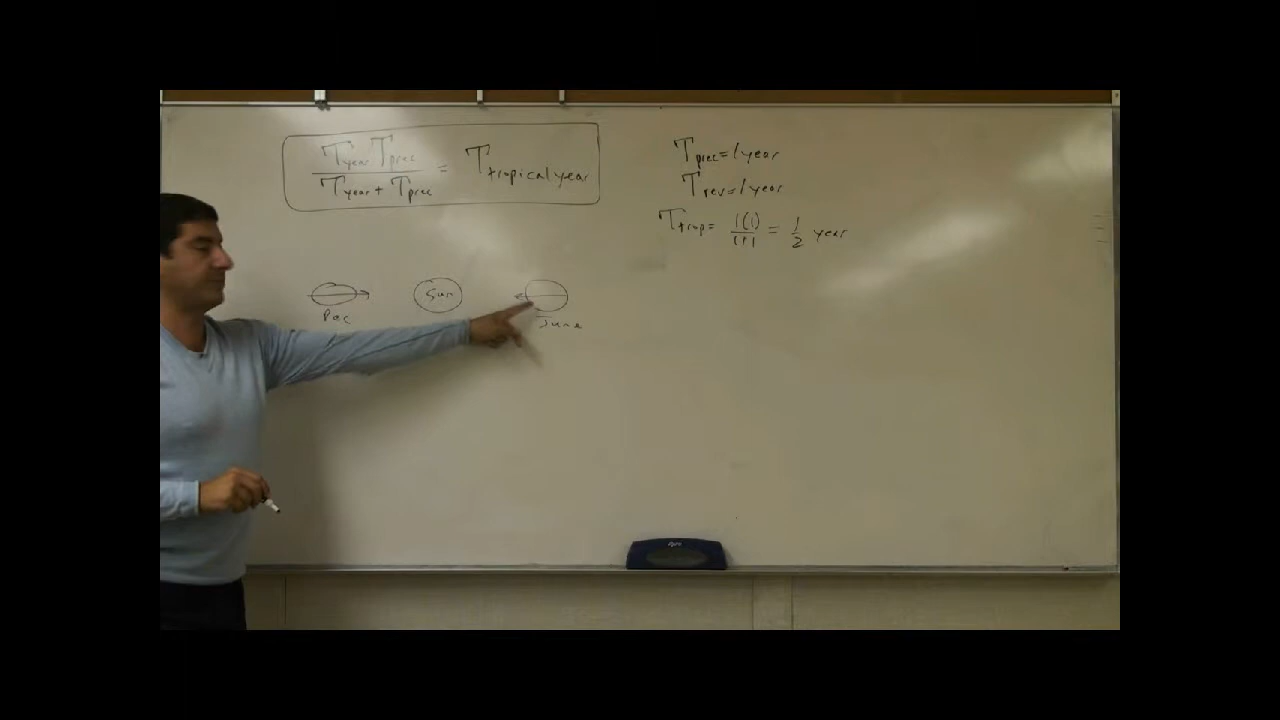 T_year T_prec / T_year + T_prec = T_tropical year
T_prec = 1 year
T_rev = 1 year
T_trop = 1(1) / 1+1 = 1/2 year
Dec
Sun
June